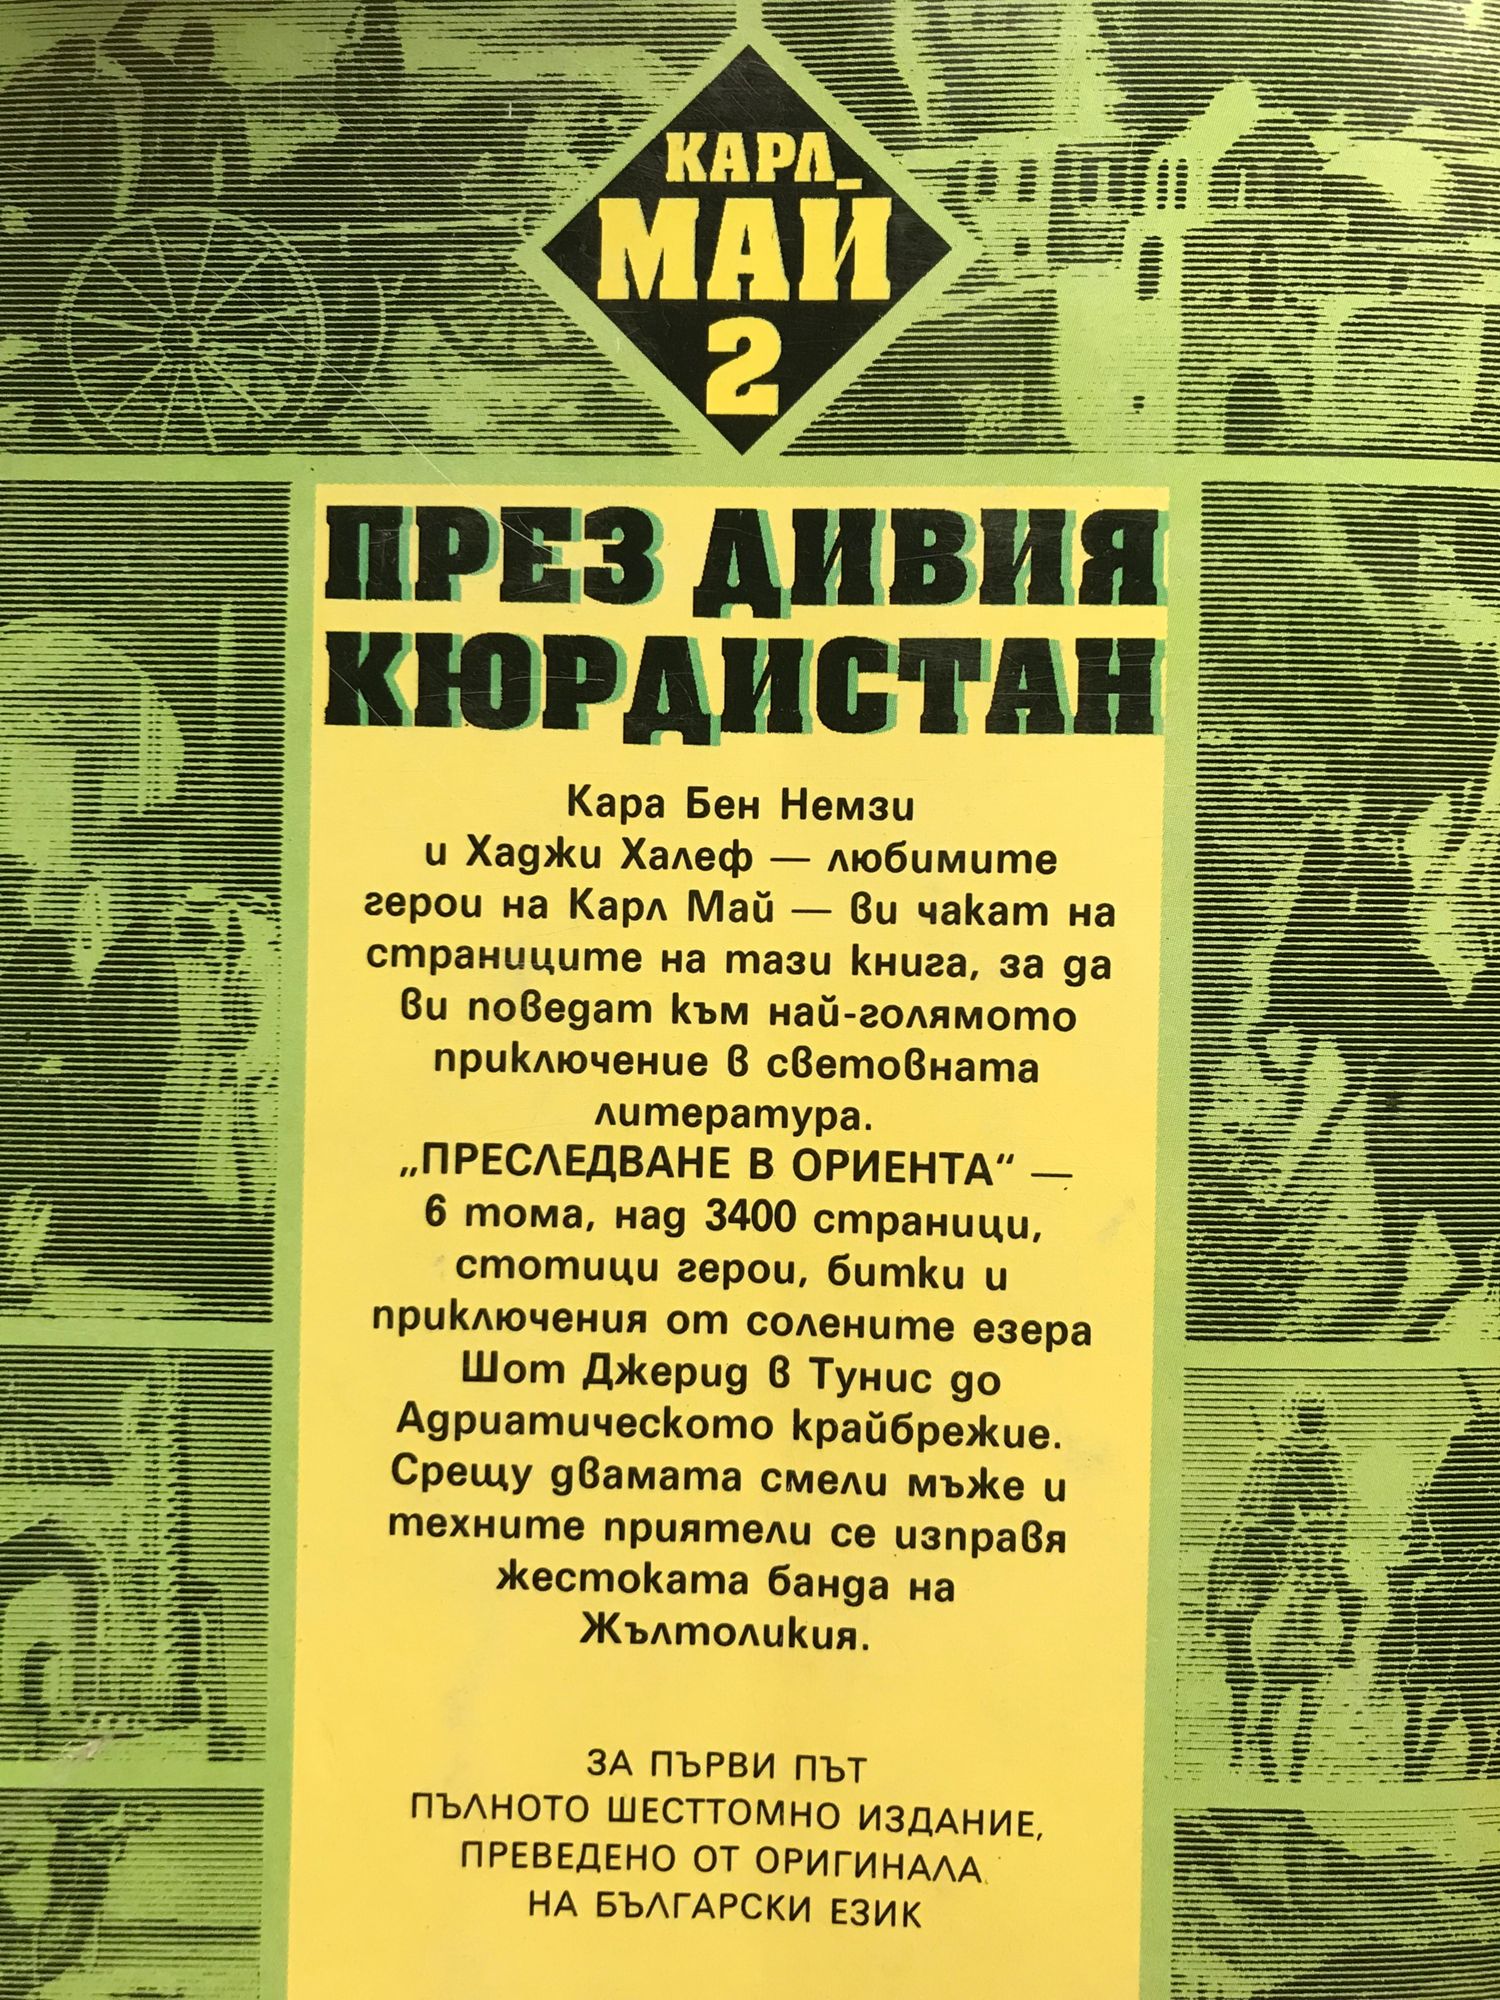 КАРЛ
МАЙ
2
ПРЕЗ ДИВИЯ
КЮРДИСТАН
Кара Бен Немзи
и Хаджи Халеф — любимите
герои на Карл Май — ви чакат на
страниците на тази книга, за да
ви поведат към най-голямото
приключение в световната
литература.
„ПРЕСЛЕДВАНЕ В ОРИЕНТА“ —
6 тома, над 3400 страници,
стотици герои, битки и
приключения от солените езера
Шот Джерид в Тунис до
Адриатическото крайбрежие.
Срещу двамата смели мъже и
техните приятели се изправя
жестоката банда на
Жълтоликия.
ЗА ПЪРВИ ПЪТ
ПЪЛНОТО ШЕСТТОМНО ИЗДАНИЕ,
ПРЕВЕДЕНО ОТ ОРИГИНАЛА
НА БЪЛГАРСКИ ЕЗИК